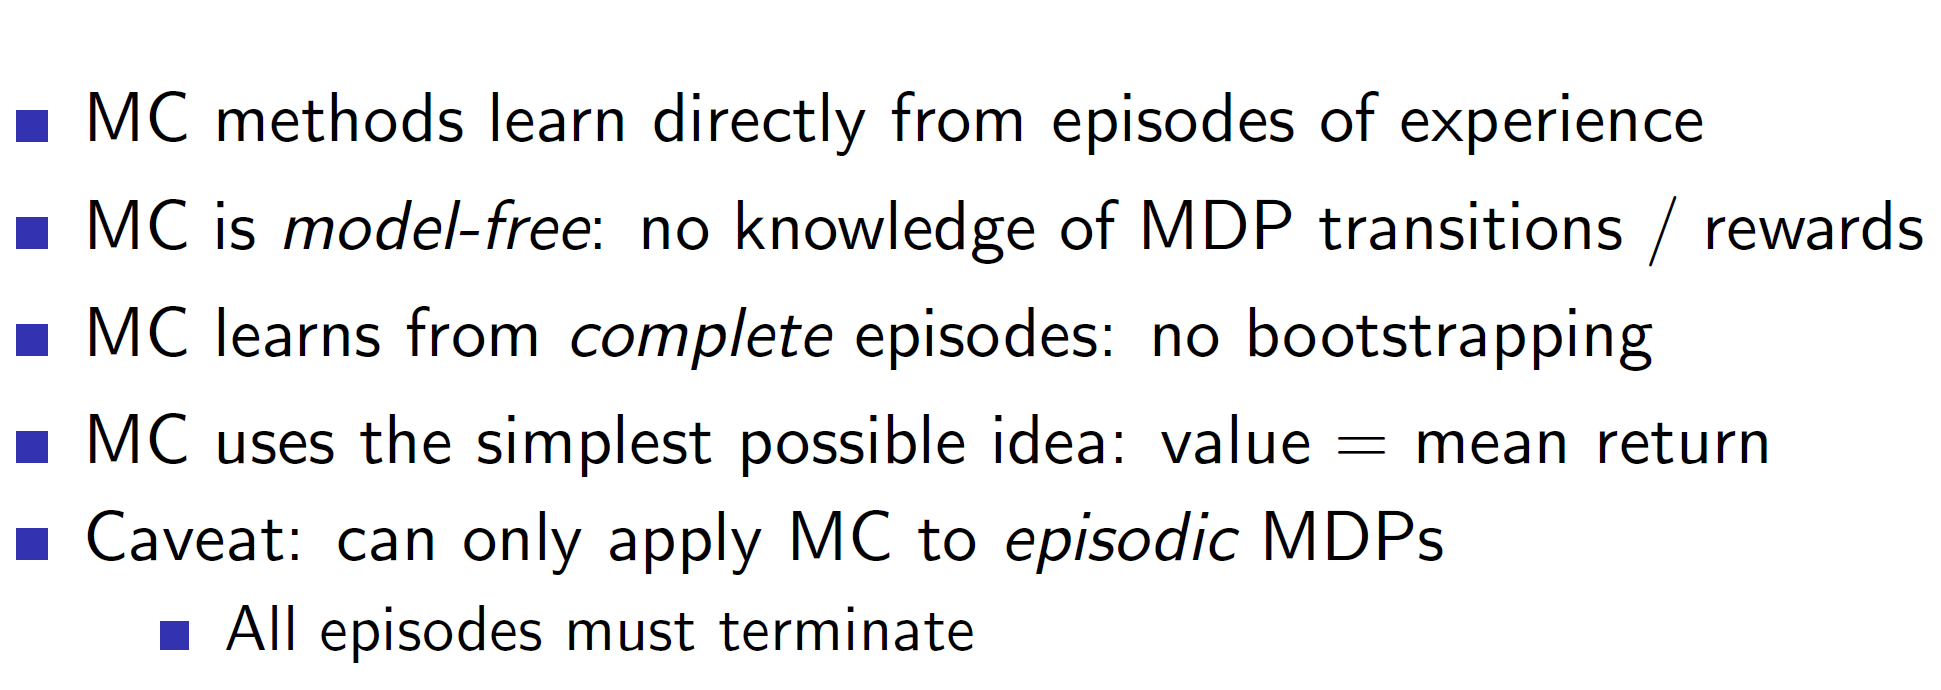 MC methods learn directly from episodes of experience
MC is model-free: no knowledge of MDP transitions / rewards
MC learns from complete episodes: no bootstrapping
MC uses the simplest possible idea: value = mean return
Caveat: can only apply MC to episodic MDPs
All episodes must terminate